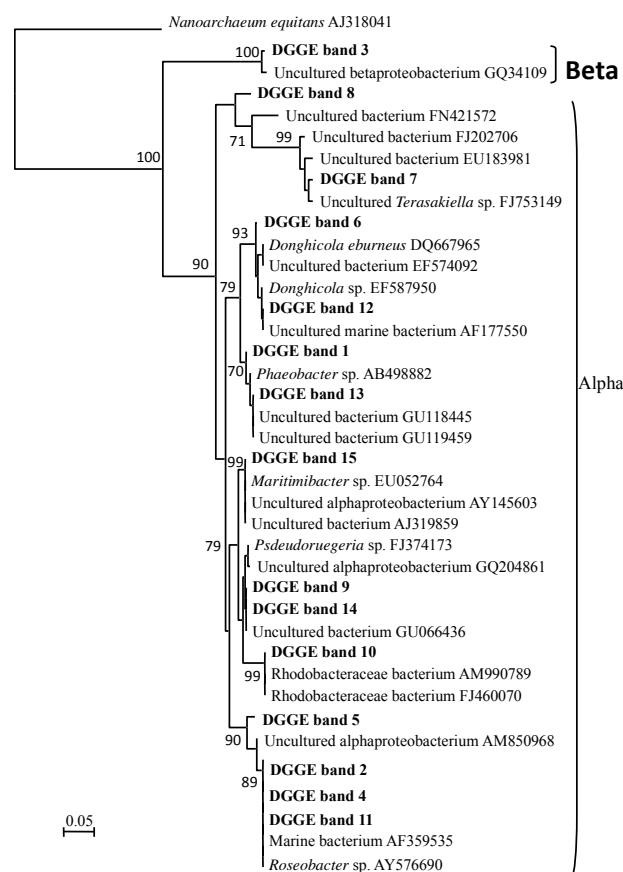 Nanoarchaeum equitans AJ318041
100 DGGE band 3
Uncultured betaproteobacterium GQ34109
Beta
DGGE band 8
Uncultured bacterium FN421572
71 99 Uncultured bacterium FJ202706
100 Uncultured bacterium EU183981
DGGE band 7
Uncultured Terasakiella sp. FJ753149
DGGE band 6
93
Donghicola eburneus DQ667965
90 Uncultured bacterium EF574092
79 Donghicola sp. EF587950
DGGE band 12
Uncultured marine bacterium AF177550
DGGE band 1
70 Phaeobacter sp. AB498882
Alpha
DGGE band 13
Uncultured bacterium GU118445
Uncultured bacterium GU119459
99 DGGE band 15
Maritimibacter sp. EU052764
Uncultured alphaproteobacterium AY145603
Uncultured bacterium AJ319859
79 Psdeudoruegeria sp. FJ374173
Uncultured alphaproteobacterium GQ204861
DGGE band 9
DGGE band 14
Uncultured bacterium GU066436
DGGE band 10
99 Rhodobacteraceae bacterium AM990789
Rhodobacteraceae bacterium FJ460070
DGGE band 5
90 Uncultured alphaproteobacterium AM850968
DGGE band 2
89
DGGE band 4
DGGE band 11
0.05
Marine bacterium AF359535
Roseobacter sp. AY576690